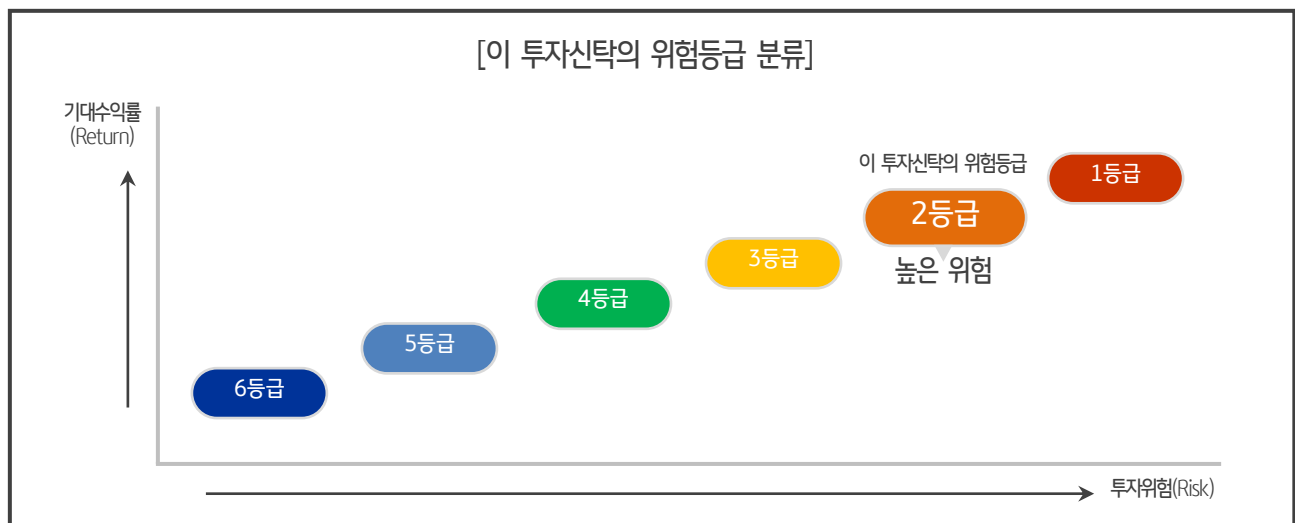 [이 투자신탁의 위험등급 분류]
기대수익률
(Return)
이 투자신탁의 위험등급
1등급
2등급
높은 위험
3등급
4등급
5등급
6등급
투자위험(Risk)